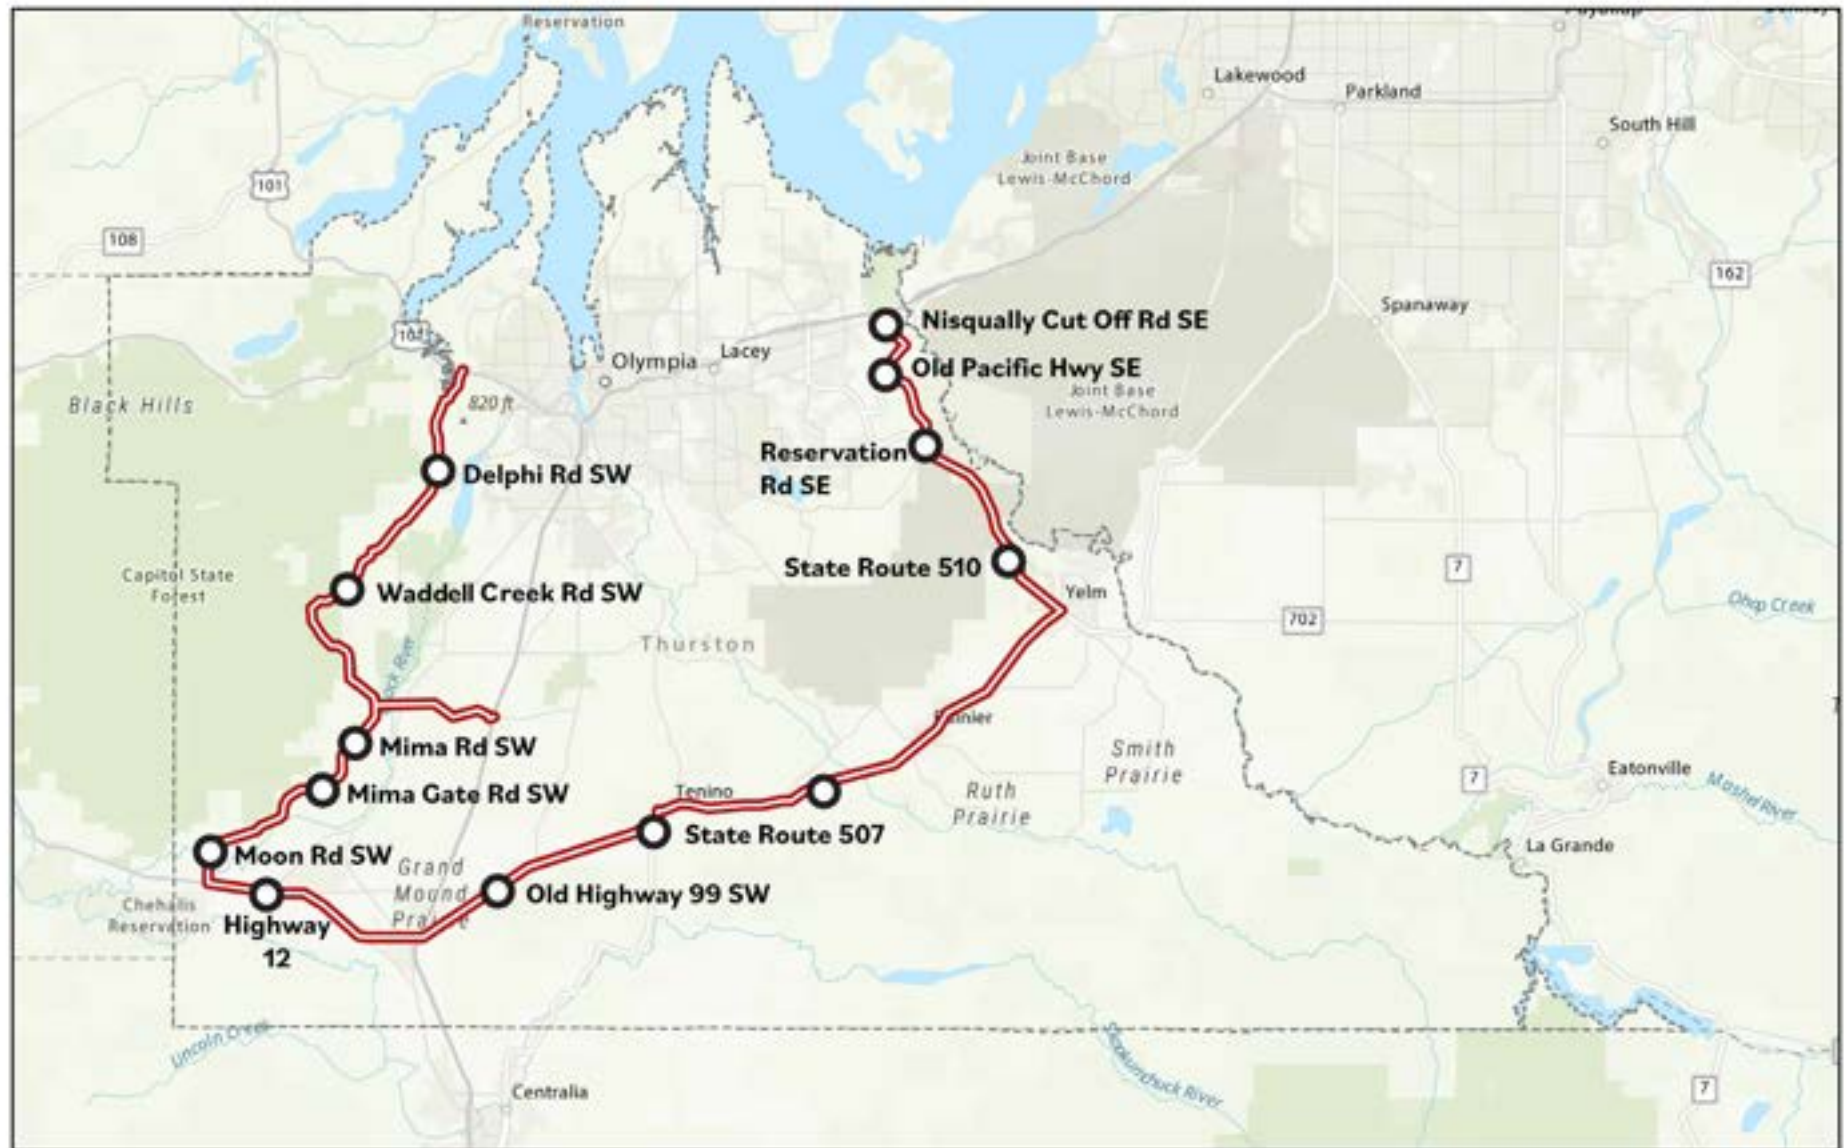 Reservation
Lakewood
Parkland
South Hill
Joint Base
Lewis-McChord
101
108
162
Spanaway
Nisqually Cut Off Rd SE
Olympia
Lacey
Old Pacific Hwy SE
Joint Base
Lewis-McChord
Black Hills
820 ft
Reservation
Rd SE
Delphi Rd SW
Capitol State
Forest
Waddell Creek Rd SW
State Route 510
Yelm
7
702
Ohop Creek
Thurston
River
Mima Rd SW
Smith
Prairie
Mima Gate Rd SW
Tenino
Ruth
Prairie
7
Eatonville
Mashel River
State Route 507
La Grande
Moon Rd SW
Grand
Mound
Old Highway 99 SW
Chehalis
Reservation
Highway
12
Lincoln Creek
Centralia
Skookumchuck River
7